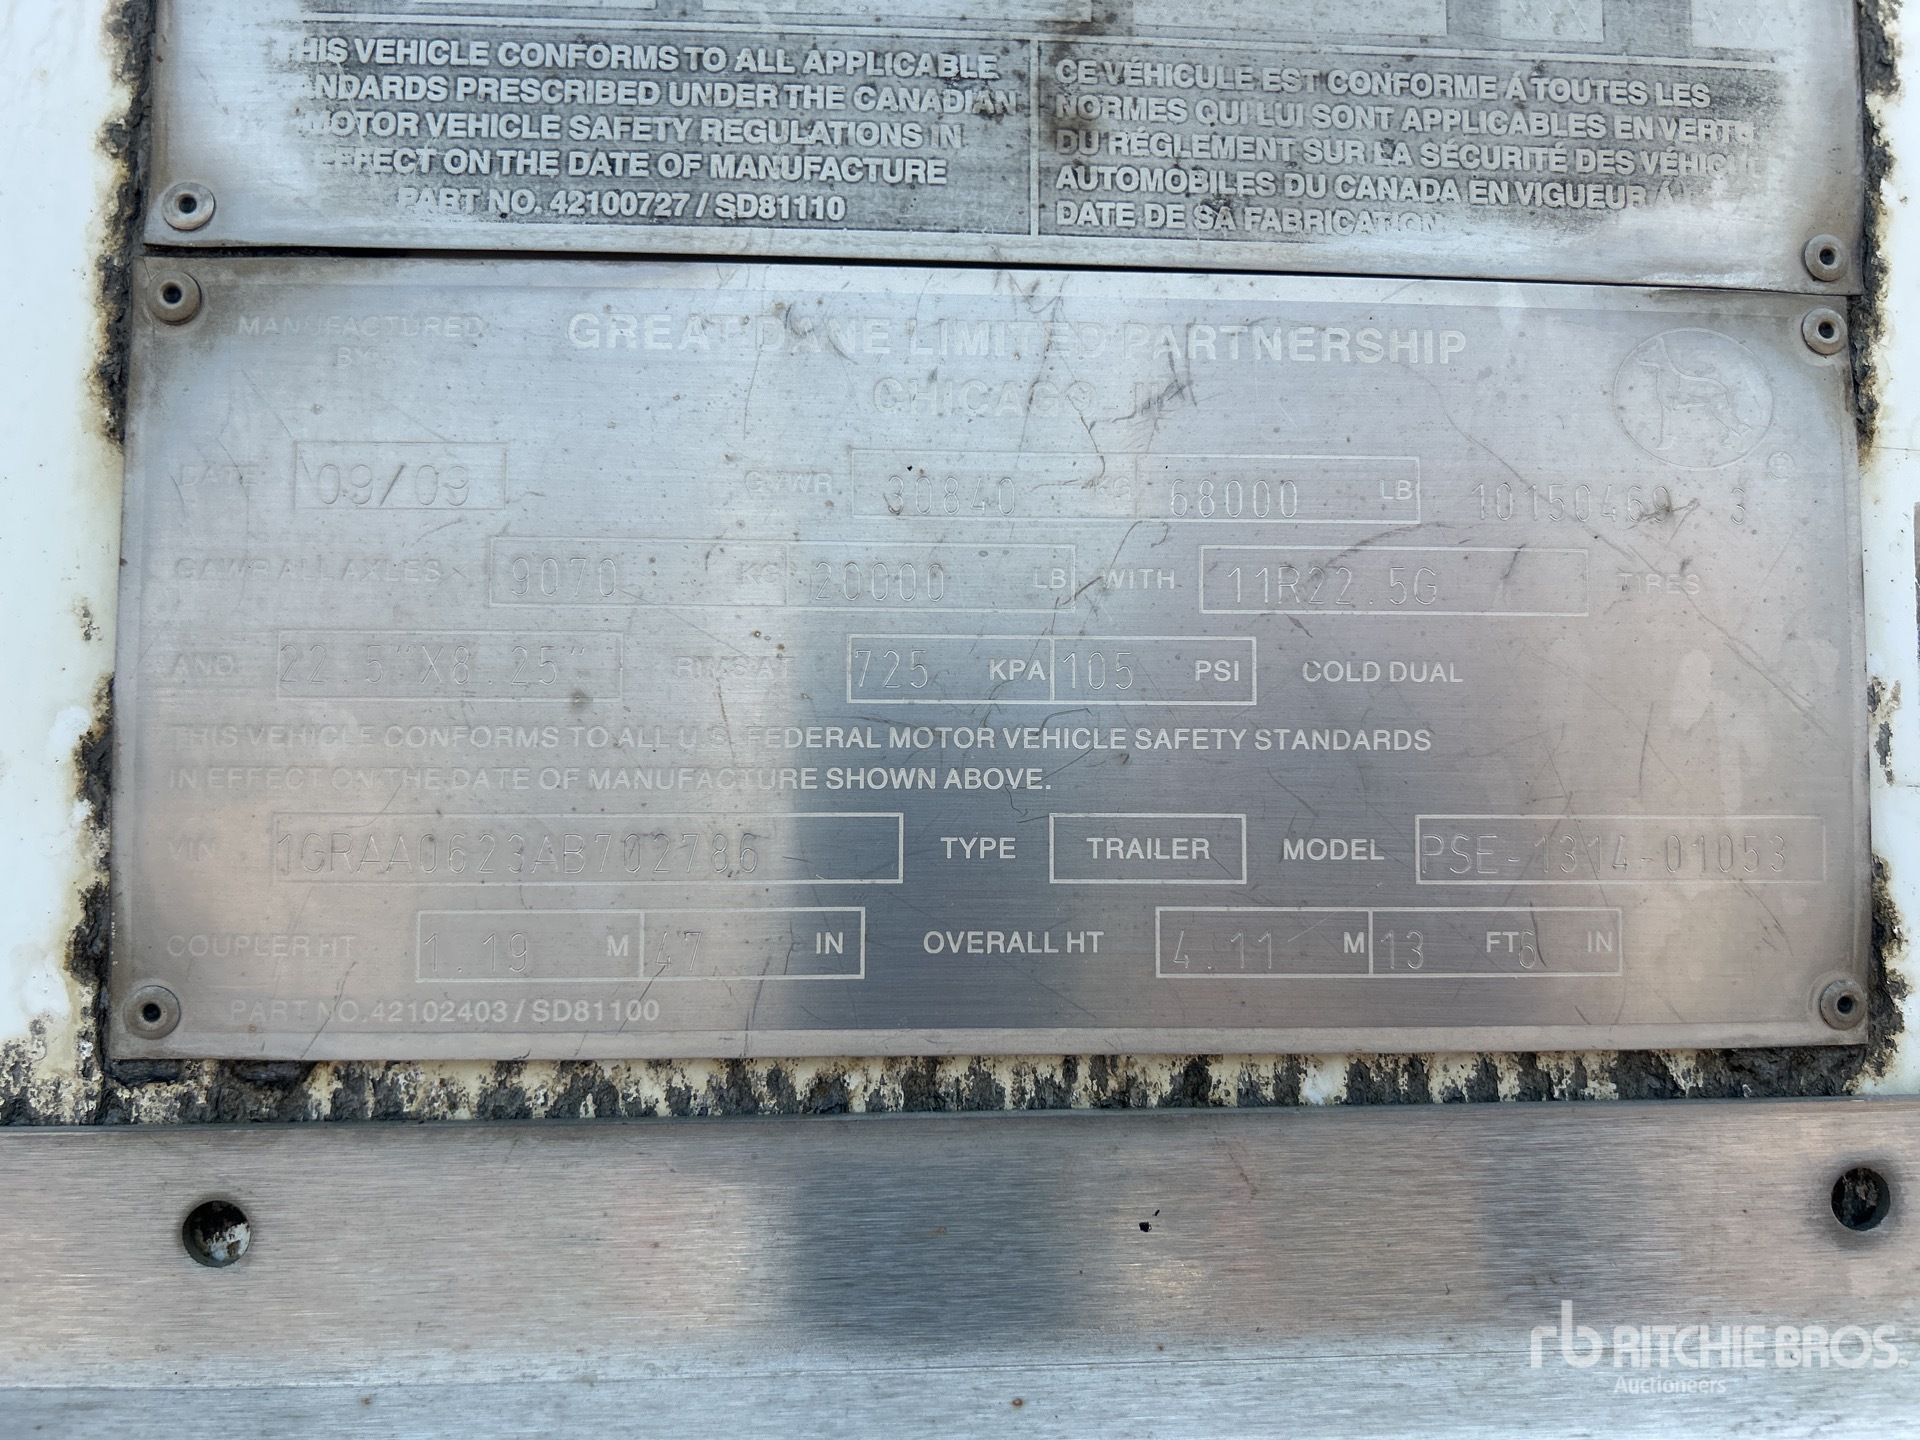 THIS VEHICLE CONFORMS TO ALL APPLICABLE
NDARDS PRESCRIBED UNDER THE CANADIAN
MOTOR VEHICLE SAFETY REGULATIONS IN
EFFECT ON THE DATE OF MANUFACTURE
PART NO. 42100727 / SD81110
CE VÉHICULE EST CONFORME Á TOUTES LES
NORMES QUI LUI SONT APPLICABLES EN VERTU
DU RÉGLEMENT SUR LA SÉCURITÉ DES VÉHICU
AUTOMOBILES DU CANADA EN VIGUEUR Á
DATE DE SA FABRICATION
MANUFACTURED BY GREAT DANE LIMITED PARTNERSHIP
CHICAGO, IL
DATE 09/09 GVWR 30840 KG 68000 LB 10150469 3
GAWR ALL AXLES 9070 KG 20000 LB WITH 11R22.5G TIRES
AND 22.5"X8.25" RIMS AT 725 KPA 105 PSI COLD DUAL
THIS VEHICLE CONFORMS TO ALL U.S. FEDERAL MOTOR VEHICLE SAFETY STANDARDS
IN EFFECT ON THE DATE OF MANUFACTURE SHOWN ABOVE.
VIN 1GRAA0623AB702786 TYPE TRAILER MODEL PSE-1314-01053
COUPLER HT 1.19 M 47 IN OVERALL HT 4.11 M 13 FT 6 IN
PART NO. 42102403 / SD81100
rb RITCHIE BROS.
Auctioneers